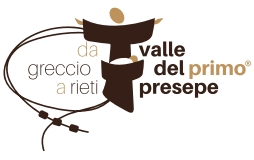 da
greccio
a rieti
valle
del primo®
presepe